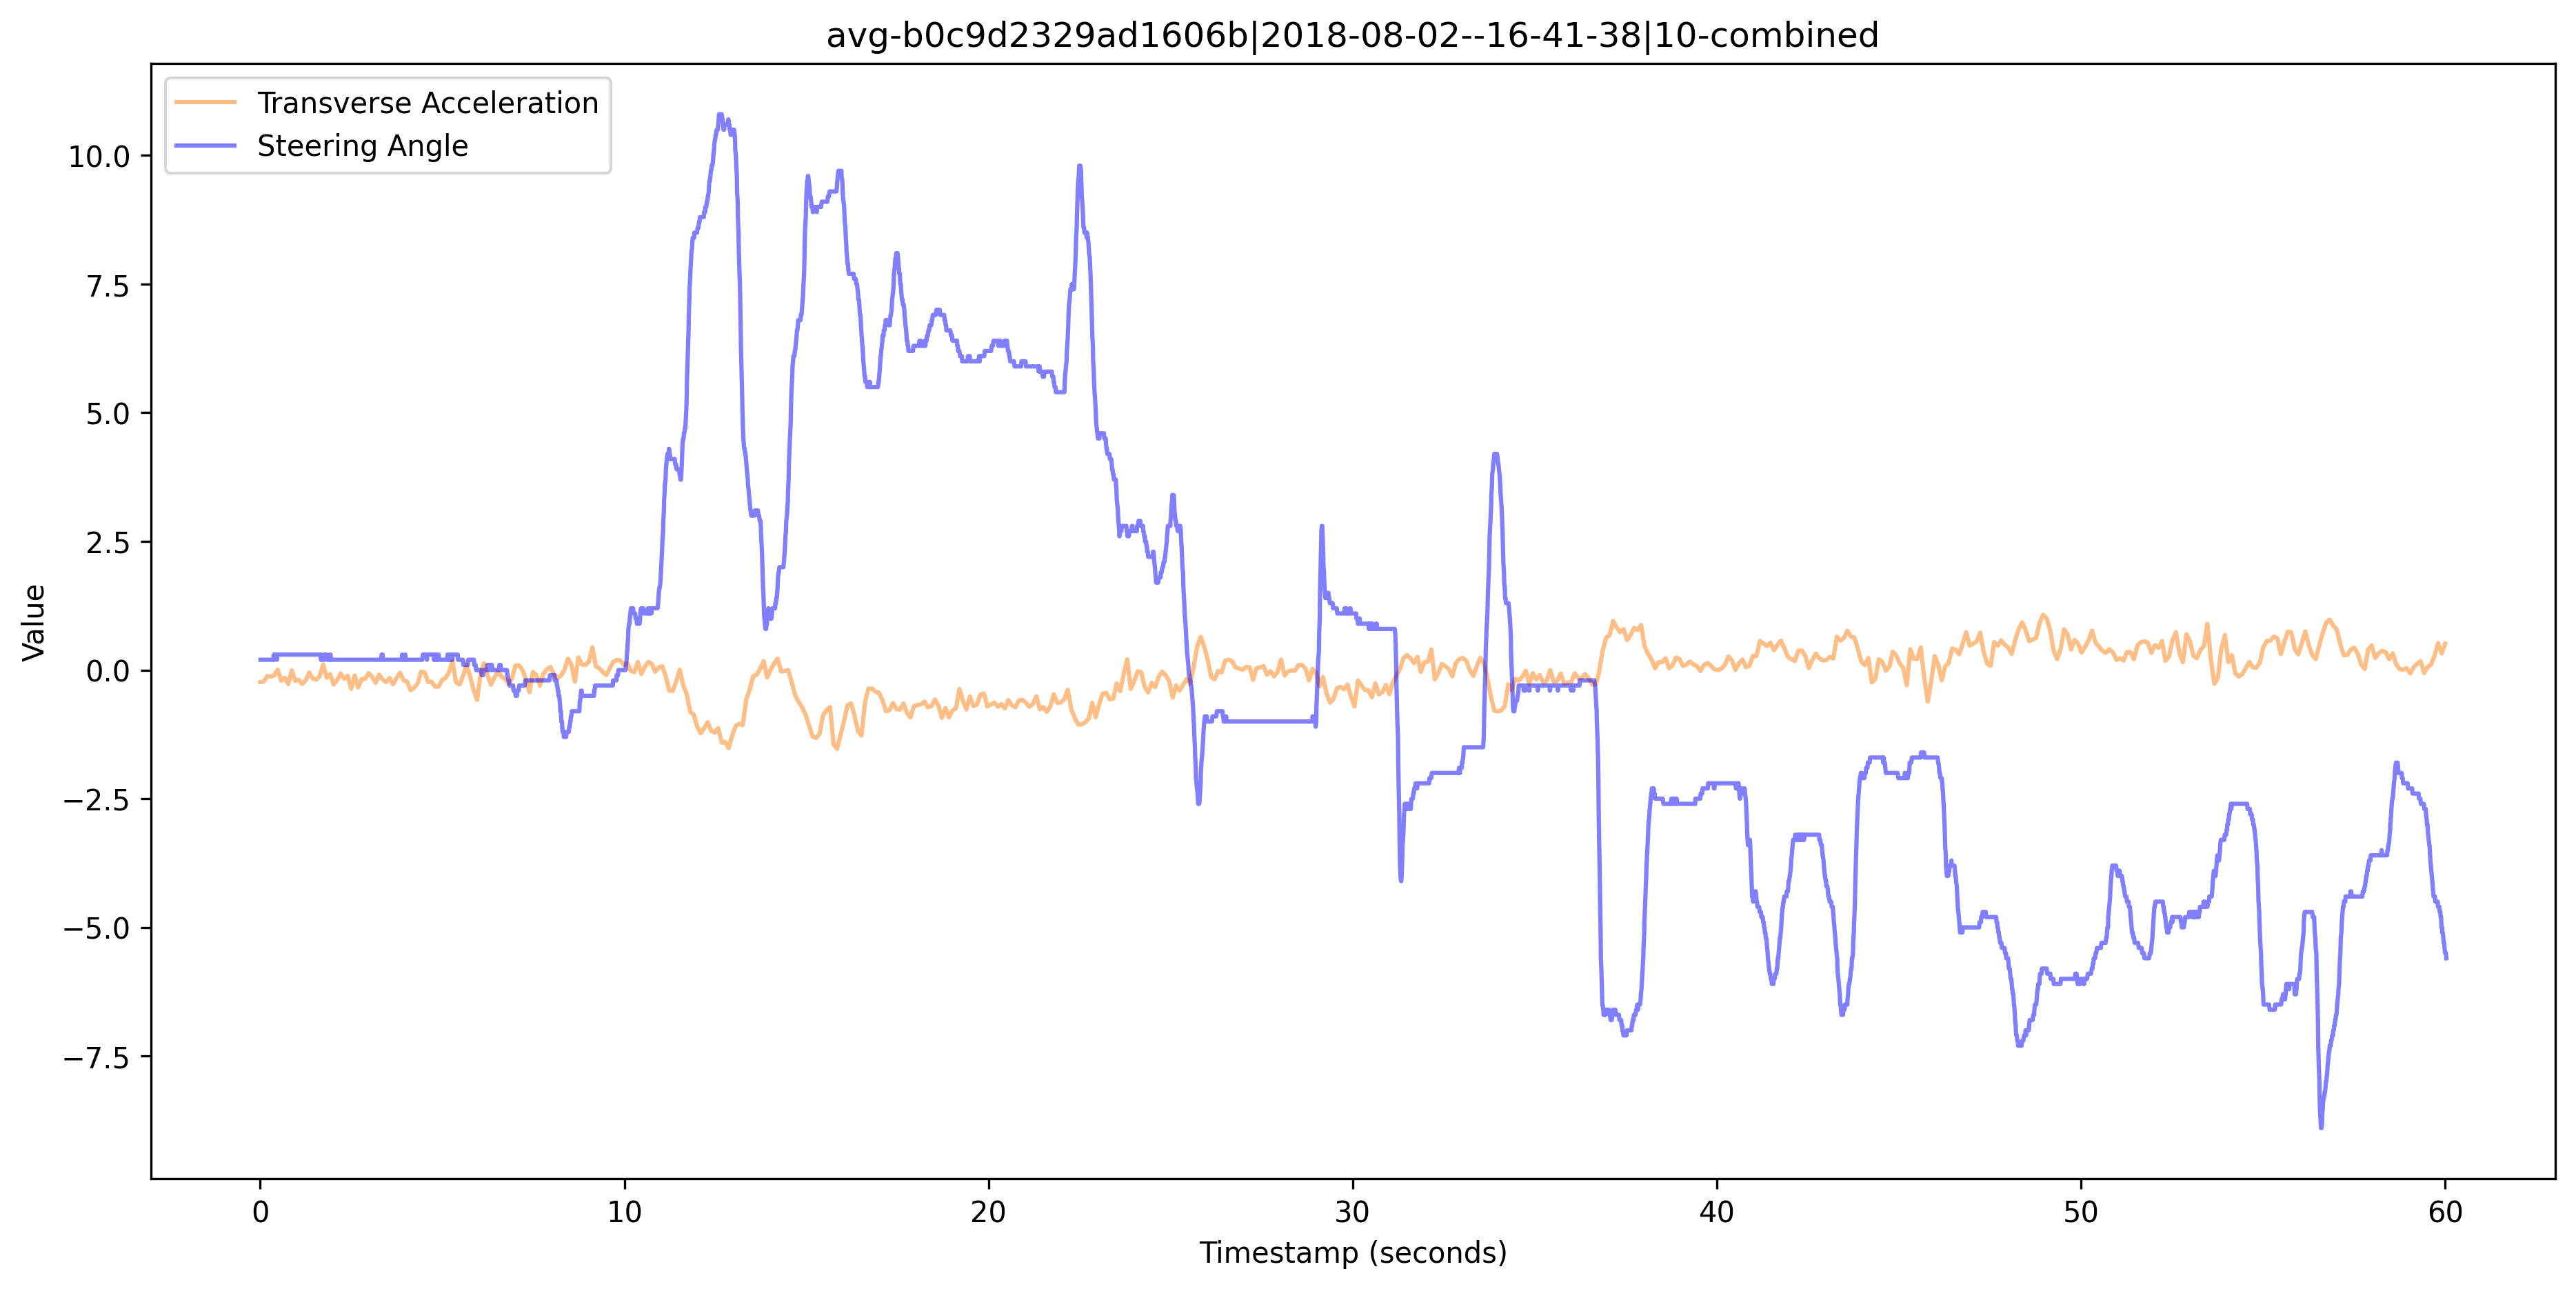 avg-b0c9d2329ad1606b|2018-08-02--16-41-38|10-combined
Transverse Acceleration
Steering Angle
10.0
7.5
5.0
2.5
0.0
−2.5
−5.0
−7.5
Value
0 10 20 30 40 50 60
Timestamp (seconds)